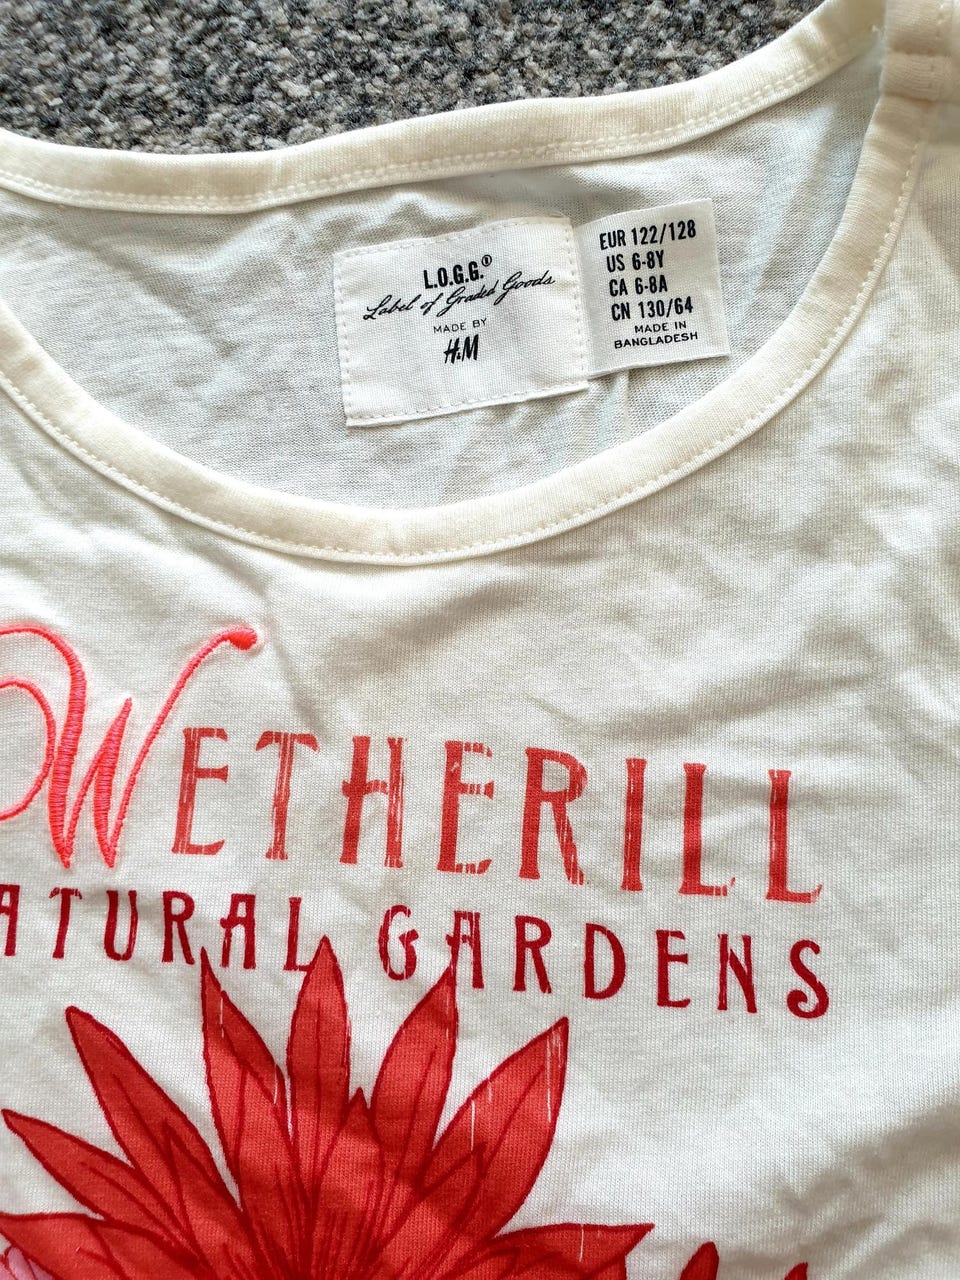 L.O.G.G.®
Label of Graded Goods
MADE BY
H&M
EUR 122/128
US 6-8Y
CA 6-8A
CN 130/64
MADE IN
BANGLADESH
WETHERILL
ATURAL GARDENS